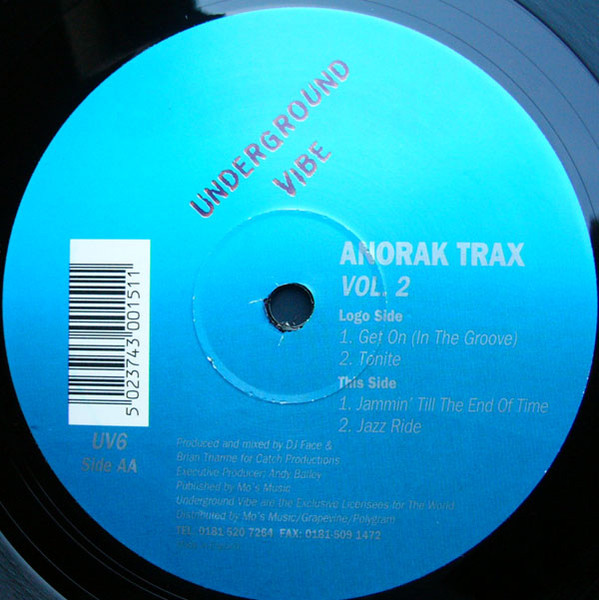 UNDERGROUND
VIBE
ANORAK TRAX
VOL. 2
Logo Side
1. Get On (In The Groove)
2. Tonite
This Side
1. Jammin' Till The End Of Time
2. Jazz Ride
5 023743 001511
UV6
Side AA
Produced and mixed by DJ Face &
Brian Tharme for Catch Productions
Executive Producer: Andy Bailey
Published by Mo's Music
Underground Vibe are the Exclusive Licensees for The World
Distributed by Mo's Music/Grapevine/Polygram
TEL: 0181-520 7264 FAX: 0181-509 1472